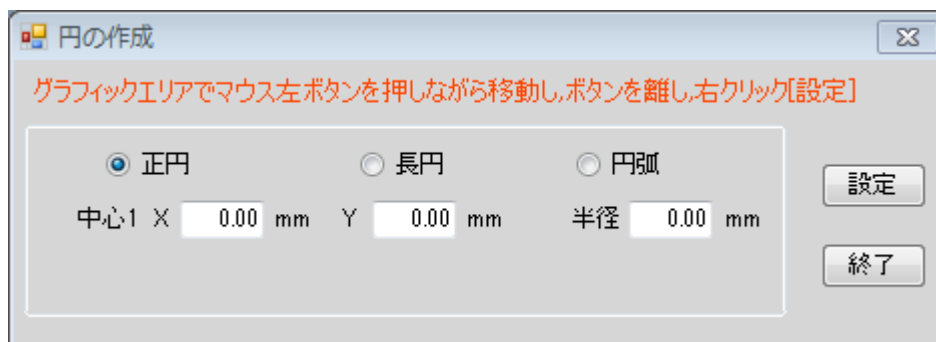 円の作成
グラフィックエリアでマウス左ボタンを押しながら移動し,ボタンを離し,右クリック[設定]
正円 長円 円弧
設定
中心1 X 0.00 mm Y 0.00 mm 半径 0.00 mm
終了